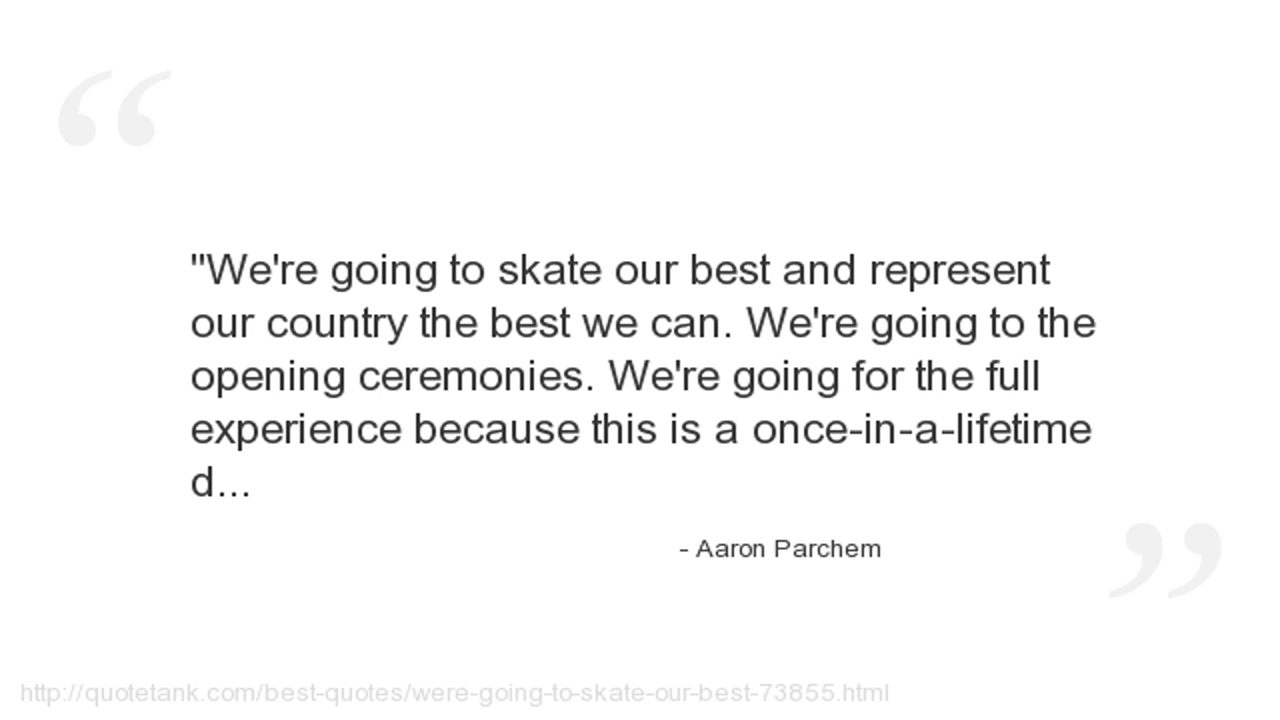 "We're going to skate our best and represent
our country the best we can. We're going to the
opening ceremonies. We're going for the full
experience because this is a once-in-a-lifetime
d...
- Aaron Parchem
http://quotetank.com/best-quotes/were-going-to-skate-our-best-73855.html